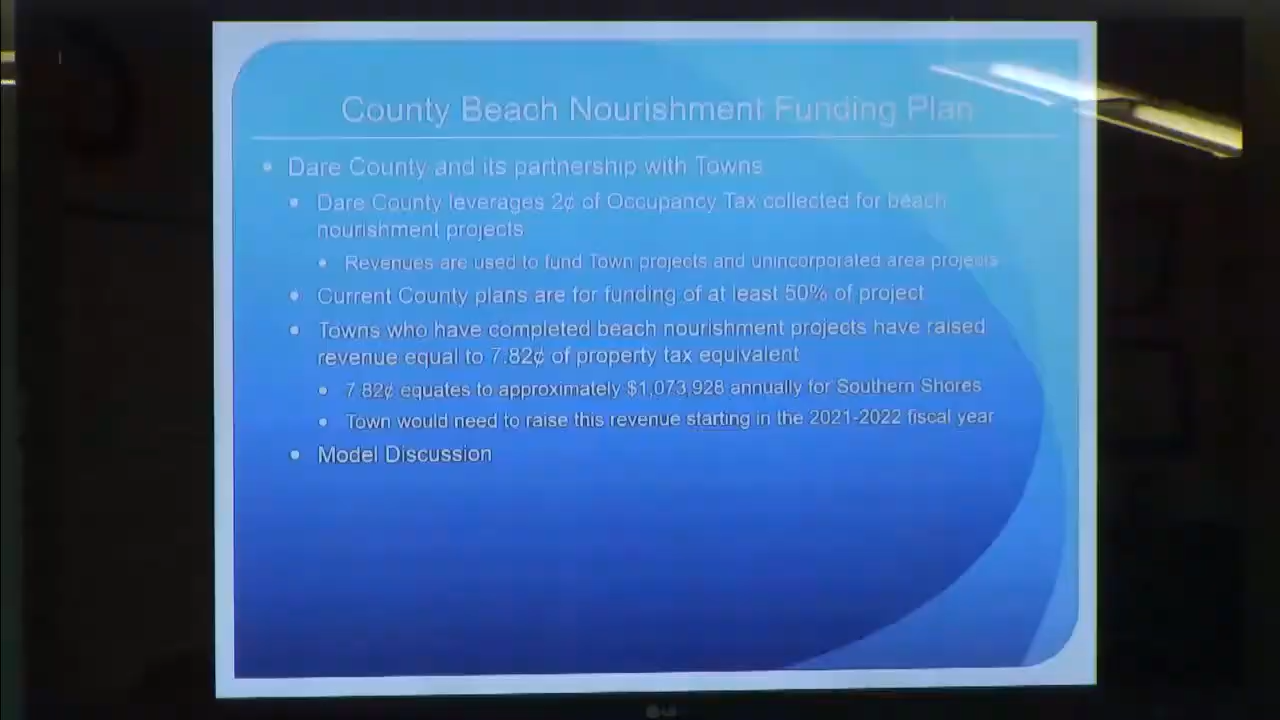 County Beach Nourishment Funding Plan
• Dare County and its partnership with Towns
• Dare County leverages 2¢ of Occupancy Tax collected for beach
nourishment projects
• Revenues are used to fund Town projects and unincorporated area projects
• Current County plans are for funding of at least 50% of project
• Towns who have completed beach nourishment projects have raised
revenue equal to 7.82¢ of property tax equivalent
• 7.82¢ equates to approximately $1,073,928 annually for Southern Shores
• Town would need to raise this revenue starting in the 2021-2022 fiscal year
• Model Discussion
LG